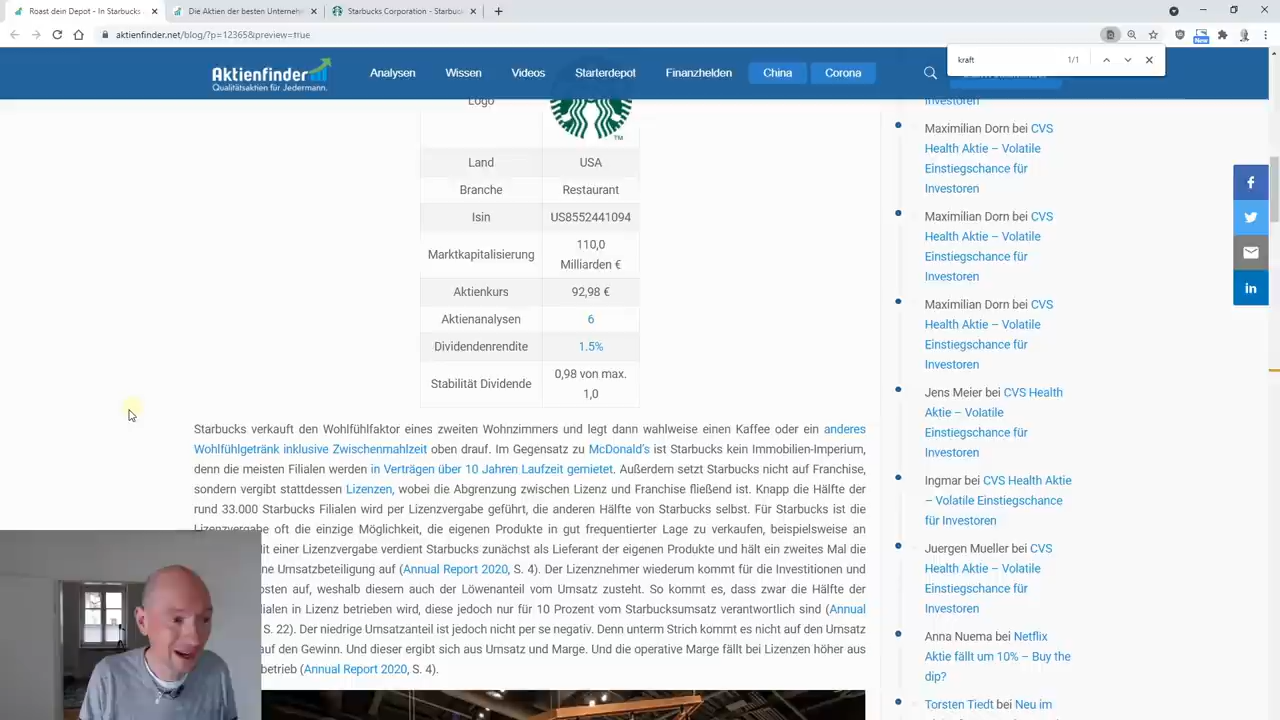 Roast dein Depot - In Starbucks
Die Aktien der besten Unternehm
Starbucks Corporation - Starbuck
aktienfinder.net/blog/?p=12365&preview=true
New
kraft
1/1
Aktienfinder
Qualitätsaktien für Jedermann.
Analysen
Wissen
Videos
Starterdepot
Finanzhelden
China
Corona
Logo
TM
Land
USA
Branche
Restaurant
Isin
US8552441094
Marktkapitalisierung
110,0
Milliarden €
Aktienkurs
92,98 €
Aktienanalysen
6
Dividendenrendite
1.5%
Stabilität Dividende
0,98 von max.
1,0
Starbucks verkauft den Wohlfühlfaktor eines zweiten Wohnzimmers und legt dann wahlweise einen Kaffee oder ein anderes
Wohlfühlgetränk inklusive Zwischenmahlzeit oben drauf. Im Gegensatz zu McDonald's ist Starbucks kein Immobilien-Imperium,
denn die meisten Filialen werden in Verträgen über 10 Jahren Laufzeit gemietet. Außerdem setzt Starbucks nicht auf Franchise,
sondern vergibt stattdessen Lizenzen, wobei die Abgrenzung zwischen Lizenz und Franchise fließend ist. Knapp die Hälfte der
rund 33.000 Starbucks Filialen wird per Lizenzvergabe geführt, die anderen Hälfte von Starbucks selbst. Für Starbucks ist die
Lizenzvergabe oft die einzige Möglichkeit, die eigenen Produkte in gut frequentierter Lage zu verkaufen, beispielsweise an
it einer Lizenzvergabe verdient Starbucks zunächst als Lieferant der eigenen Produkte und hält ein zweites Mal die
ne Umsatzbeteiligung auf (Annual Report 2020, S. 4). Der Lizenznehmer wiederum kommt für die Investitionen und
osten auf, weshalb diesem auch der Löwenanteil vom Umsatz zusteht. So kommt es, dass zwar die Hälfte der
ilialen in Lizenz betrieben wird, diese jedoch nur für 10 Prozent vom Starbucksumsatz verantwortlich sind (Annual
S. 22). Der niedrige Umsatzanteil ist jedoch nicht per se negativ. Denn unterm Strich kommt es nicht auf den Umsatz
auf den Gewinn. Und dieser ergibt sich aus Umsatz und Marge. Und die operative Marge fällt bei Lizenzen höher aus
betrieb (Annual Report 2020, S. 4).
Investoren
Maximilian Dorn bei CVS
Health Aktie – Volatile
Einstiegschance für
Investoren
Maximilian Dorn bei CVS
Health Aktie – Volatile
Einstiegschance für
Investoren
Maximilian Dorn bei CVS
Health Aktie – Volatile
Einstiegschance für
Investoren
Jens Meier bei CVS Health
Aktie – Volatile
Einstiegschance für
Investoren
Ingmar bei CVS Health Aktie
– Volatile Einstiegschance
für Investoren
Juergen Mueller bei CVS
Health Aktie – Volatile
Einstiegschance für
Investoren
Anna Nuema bei Netflix
Aktie fällt um 10% – Buy the
dip?
Torsten Tiedt bei Neu im